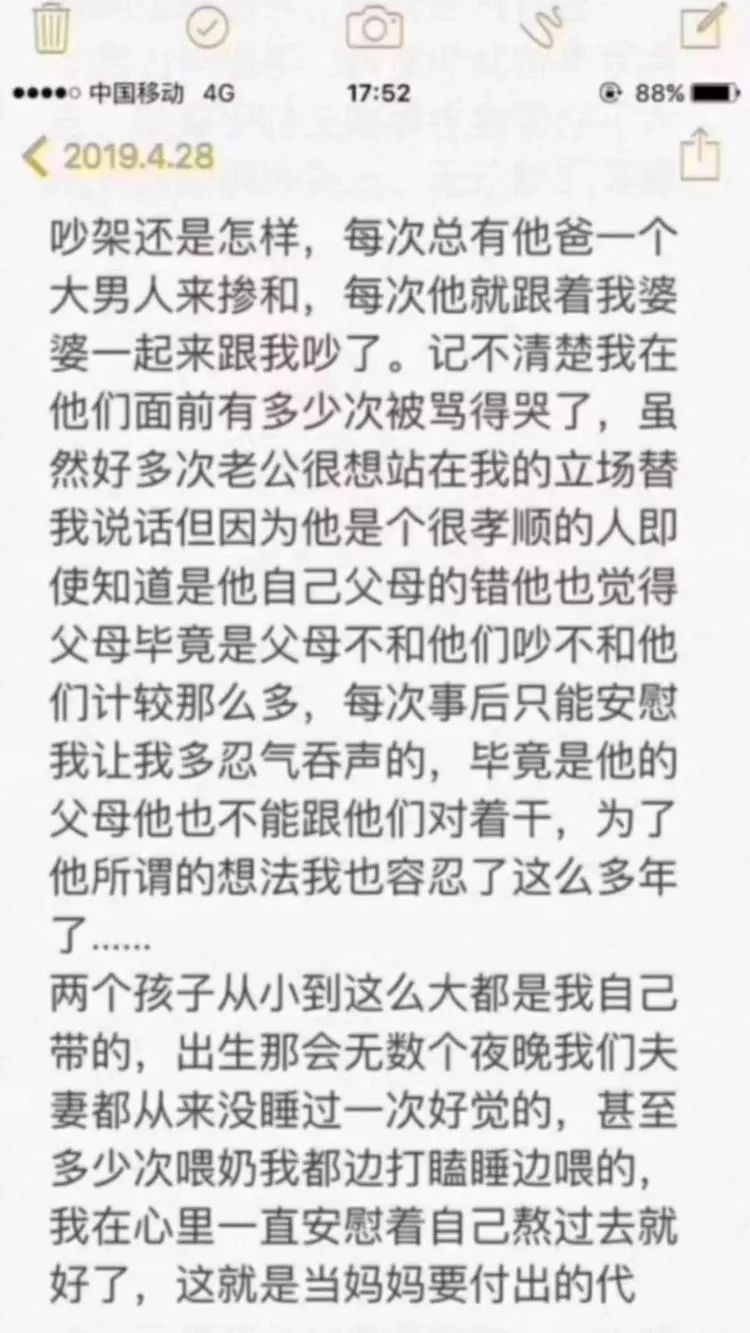 中国移动 4G 17:52 88%
2019.4.28
吵架还是怎样，每次总有他爸一个
大男人来掺和，每次他就跟着我婆
婆一起来跟我吵了。记不清楚我在
他们面前有多少次被骂得哭了，虽
然好多次老公很想站在我的立场替
我说话但因为他是个很孝顺的人即
使知道是他自己父母的错他也觉得
父母毕竟是父母不和他们吵不和他
们计较那么多，每次事后只能安慰
我让我多忍气吞声的，毕竟是他的
父母他也不能跟他们对着干，为了
他所谓的想法我也容忍了这么多年
了......
两个孩子从小到这么大都是我自己
带的，出生那会无数个夜晚我们夫
妻都从来没睡过一次好觉的，甚至
多少次喂奶我都边打瞌睡边喂的，
我在心里一直安慰着自己熬过去就
好了，这就是当妈妈要付出的代